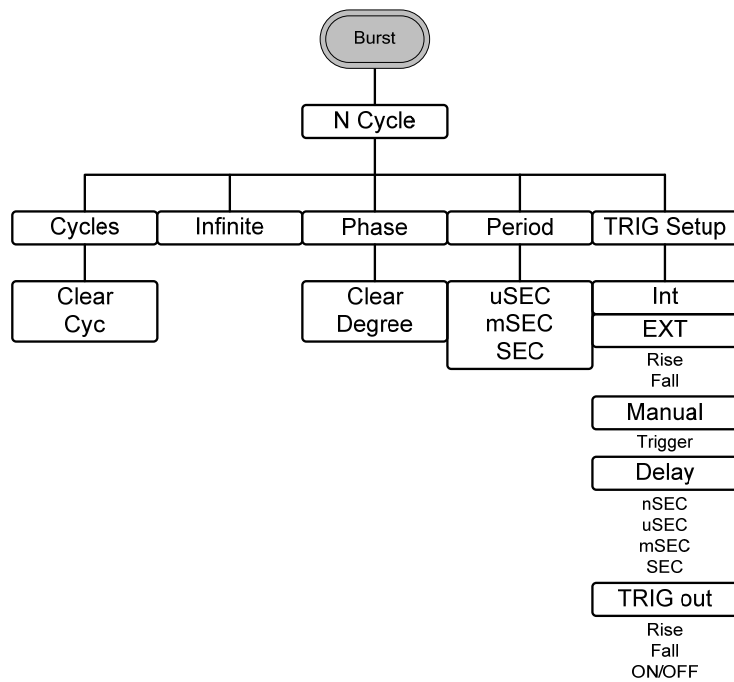 Burst
N Cycle
Cycles
Infinite
Phase
Period
TRIG Setup
Clear
Cyc
Clear
Degree
uSEC
mSEC
SEC
Int
EXT
Rise
Fall
Manual
Trigger
Delay
nSEC
uSEC
mSEC
SEC
TRIG out
Rise
Fall
ON/OFF